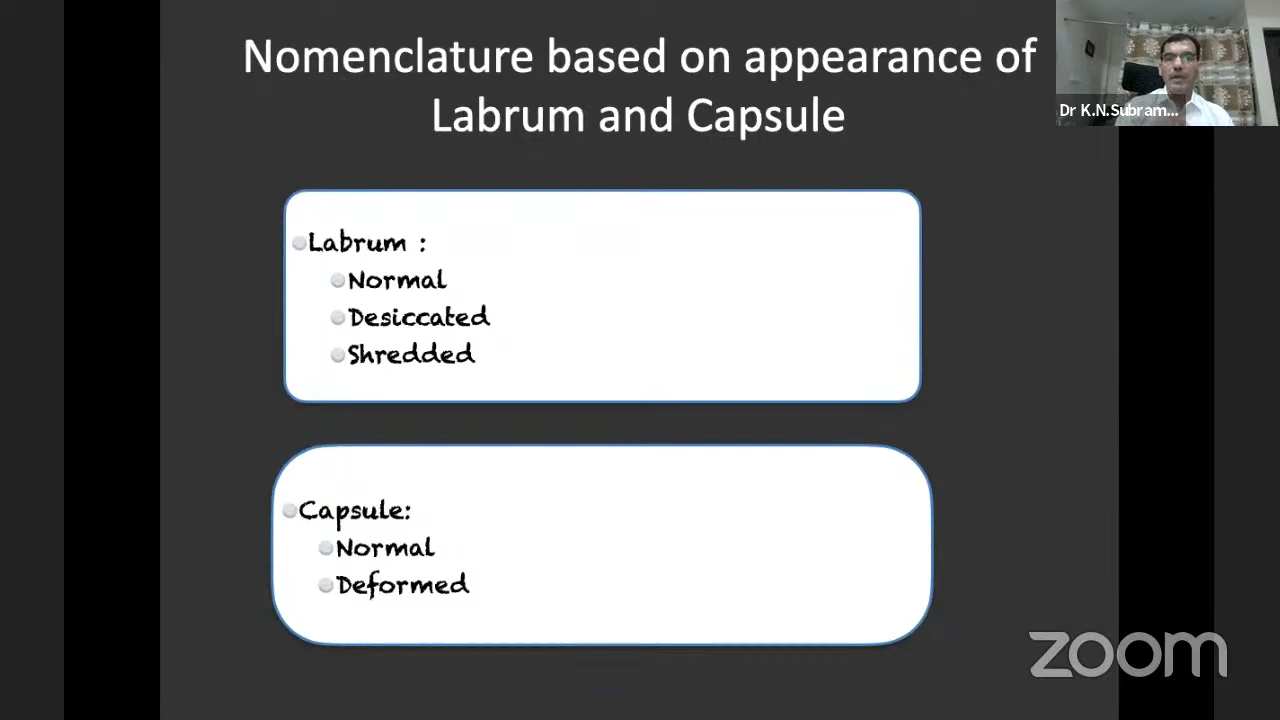 Nomenclature based on appearance of
Labrum and Capsule
Dr K.N.Subram...
Labrum :
Normal
Desiccated
Shredded
Capsule:
Normal
Deformed
zoom